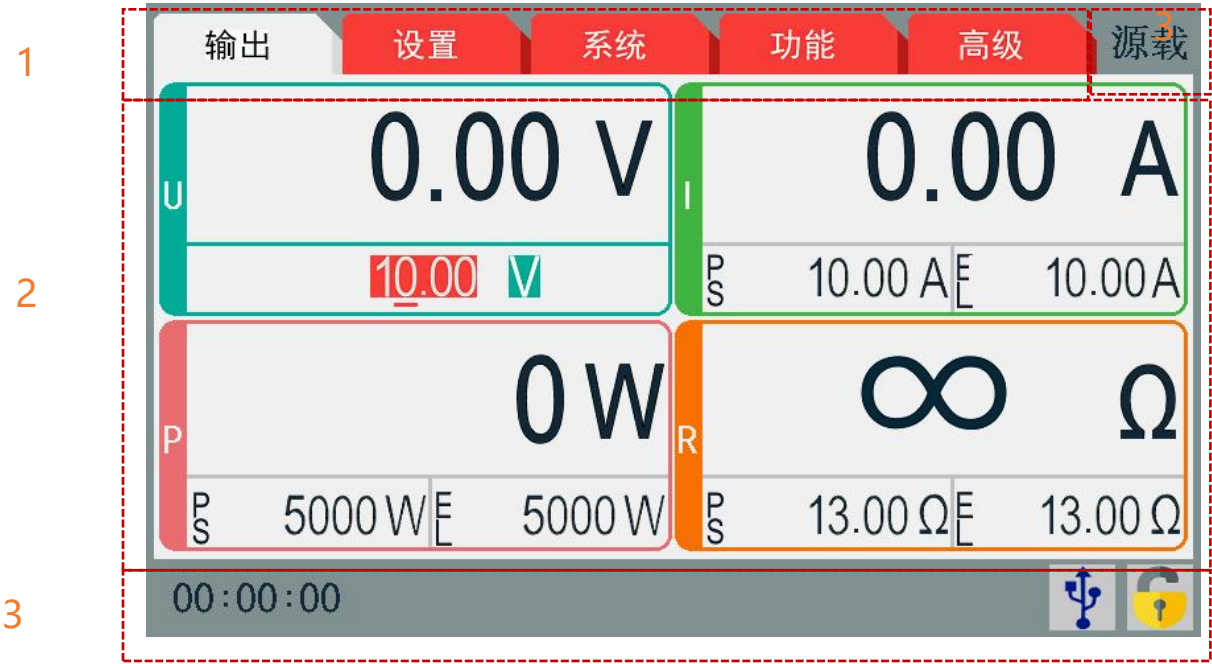 1 输出 设置 系统 功能 高级 3 源载
U 0.00 V I 0.00 A
2 10.00 V PS 10.00 A EL 10.00 A
P 0 W R ∞ Ω
PS 5000 W EL 5000 W PS 13.00 Ω EL 13.00 Ω
3 00:00:00